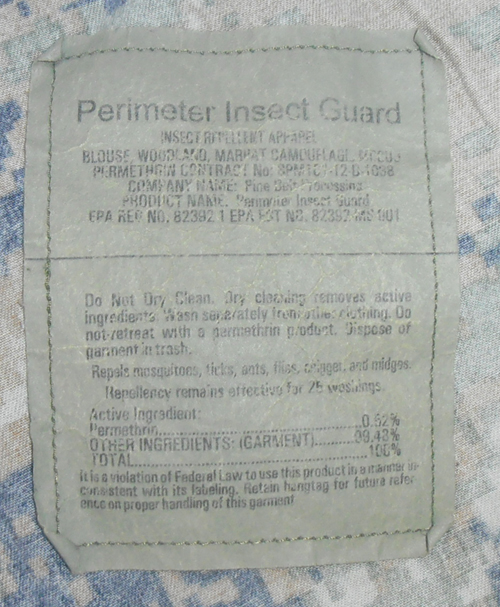 Perimeter Insect Guard
INSECT REPELLENT APPAREL
BLOUSE, WOODLAND, MARPAT CAMOUFLAGE, MCCUU
PERMETHRIN CONTRACT No: SPM1C1-12-D-1038
COMPANY NAME: Pine Belt Processing
PRODUCT NAME: Perimeter Insect Guard
EPA REG NO. 82392 1 EPA EST NO. 82392-MS 001
Do Not Dry Clean. Dry cleaning removes active
ingredients. Wash separately from other clothing. Do
not retreat with a permethrin product. Dispose of
garment in trash.
Repels mosquitoes, ticks, ants, flies, chigger, and midges.
Repellency remains effective for 25 washings.
Active Ingredient:
Permethrin..............................0.52%
OTHER INGREDIENTS: (GARMENT)........99.48%
TOTAL.....................................100%
It is a violation of Federal Law to use this product in a manner in-
consistent with its labeling. Retain hangtag for future refer-
ence on proper handling of this garment